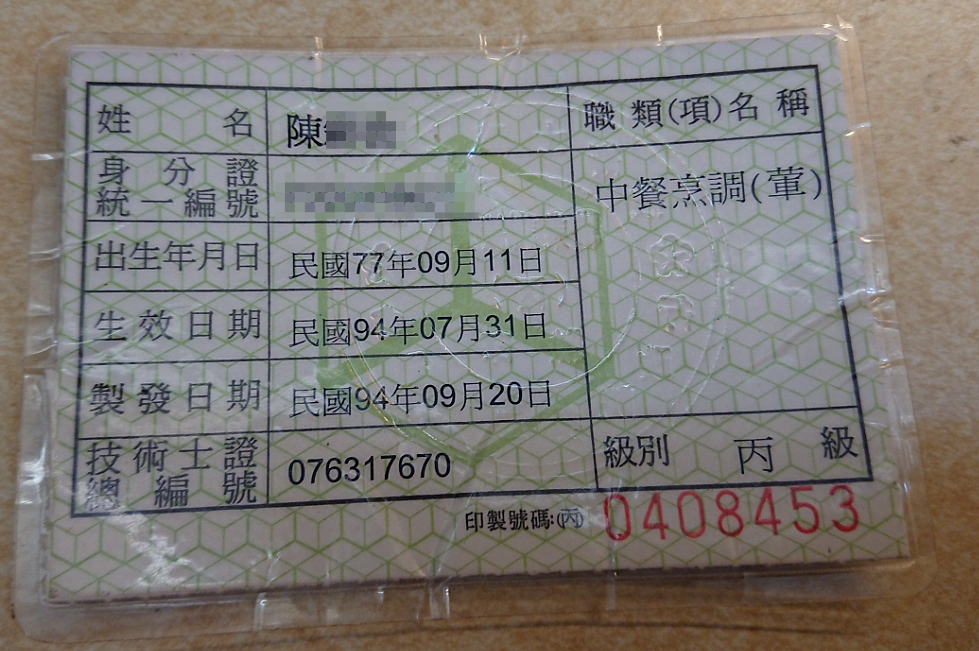 姓名 陳
職類(項)名稱
身分證統一編號
中餐烹調(葷)
出生年月日 民國77年09月11日
生效日期 民國94年07月31日
製發日期 民國94年09月20日
技術士證總編號 076317670
級別 丙級
印製號碼:(丙) 0408453